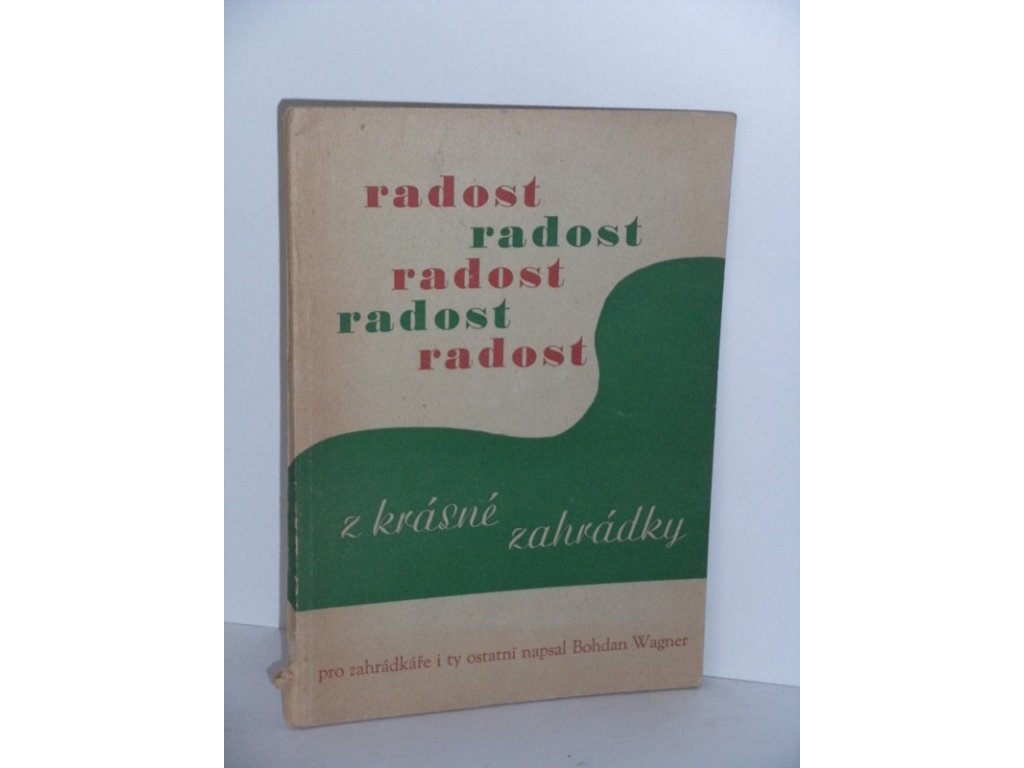 radost
radost
radost
radost
radost
z krásné zahrádky
pro zahrádkáře i ty ostatní napsal Bohdan Wagner